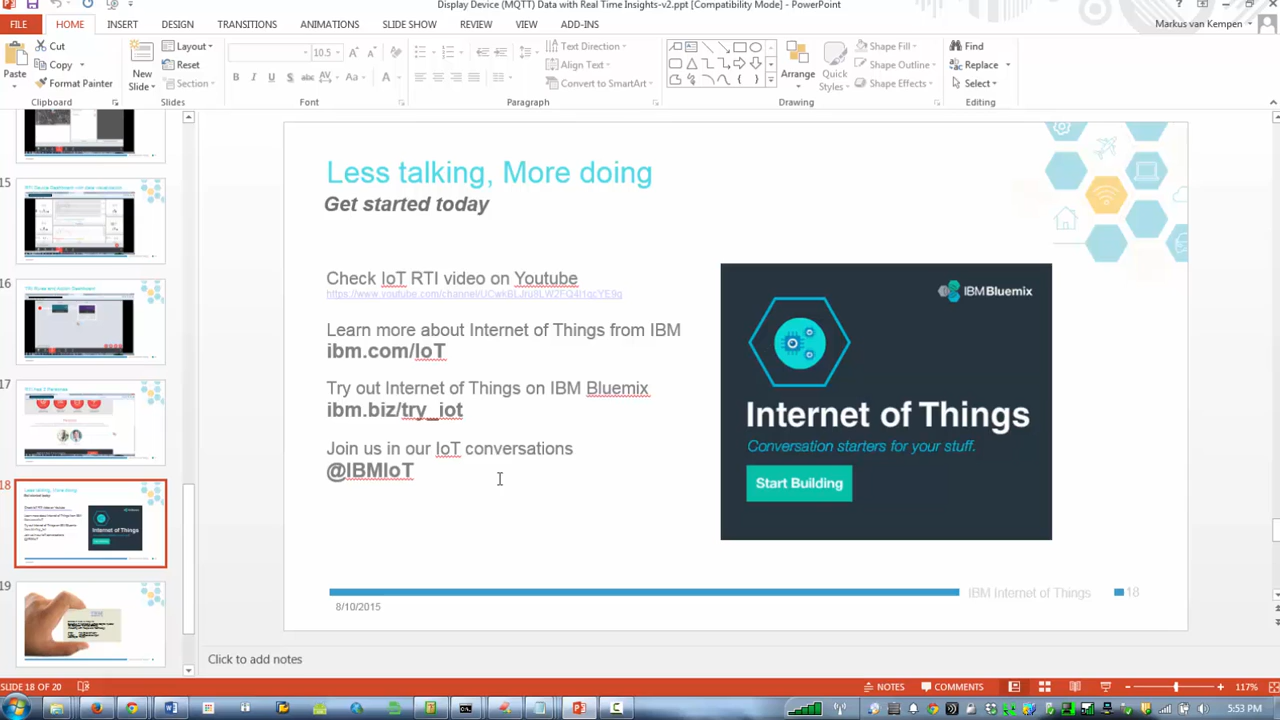 Display Device (MQTT) Data with Real Time Insights-v2.ppt [Compatibility Mode] - PowerPoint
FILE HOME INSERT DESIGN TRANSITIONS ANIMATIONS SLIDE SHOW REVIEW VIEW ADD-INS
Markus van Kempen
Paste
Cut
Copy
Format Painter
Clipboard
New
Slide
Layout
Reset
Section
Slides
10.5
Font
Text Direction
Align Text
Convert to SmartArt
Paragraph
Arrange
Quick
Styles
Shape Fill
Shape Outline
Shape Effects
Drawing
Find
Replace
Select
Editing
15
16
17
18
19
Less talking, More doing
Get started today
Check IoT RTI video on Youtube
Learn more about Internet of Things from IBM
ibm.com/IoT
Try out Internet of Things on IBM Bluemix
ibm.biz/try_iot
Join us in our IoT conversations
@IBMIoT
IBM Bluemix
Internet of Things
Conversation starters for your stuff.
Start Building
8/10/2015
IBM Internet of Things
18
Click to add notes
SLIDE 18 OF 20
NOTES
COMMENTS
117%
5:53 PM